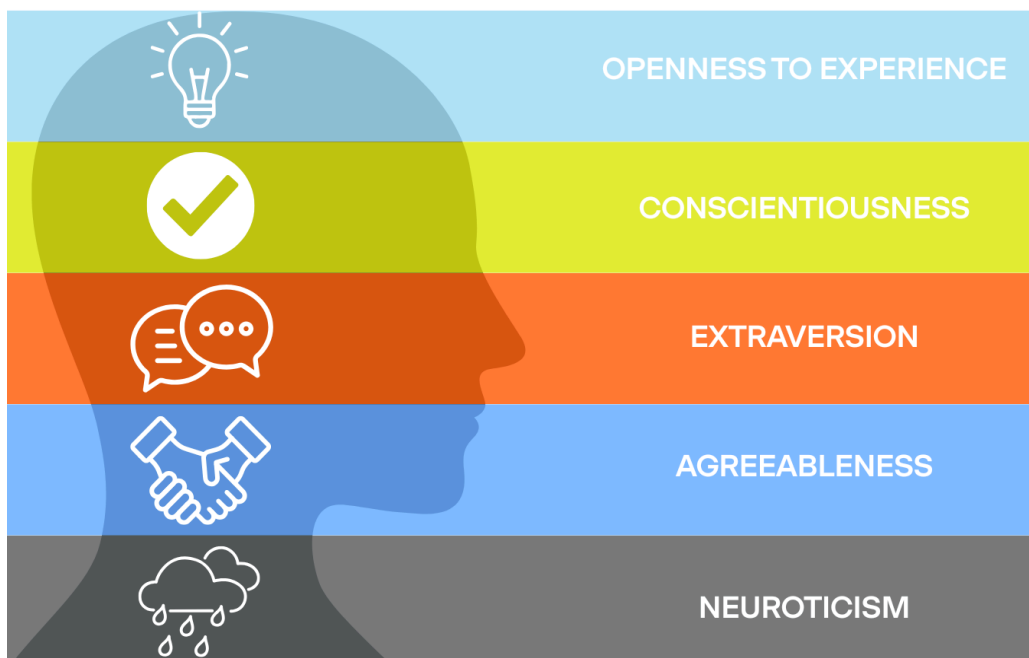 OPENNESS TO EXPERIENCE
CONSCIENTIOUSNESS
EXTRAVERSION
AGREEABLENESS
NEUROTICISM